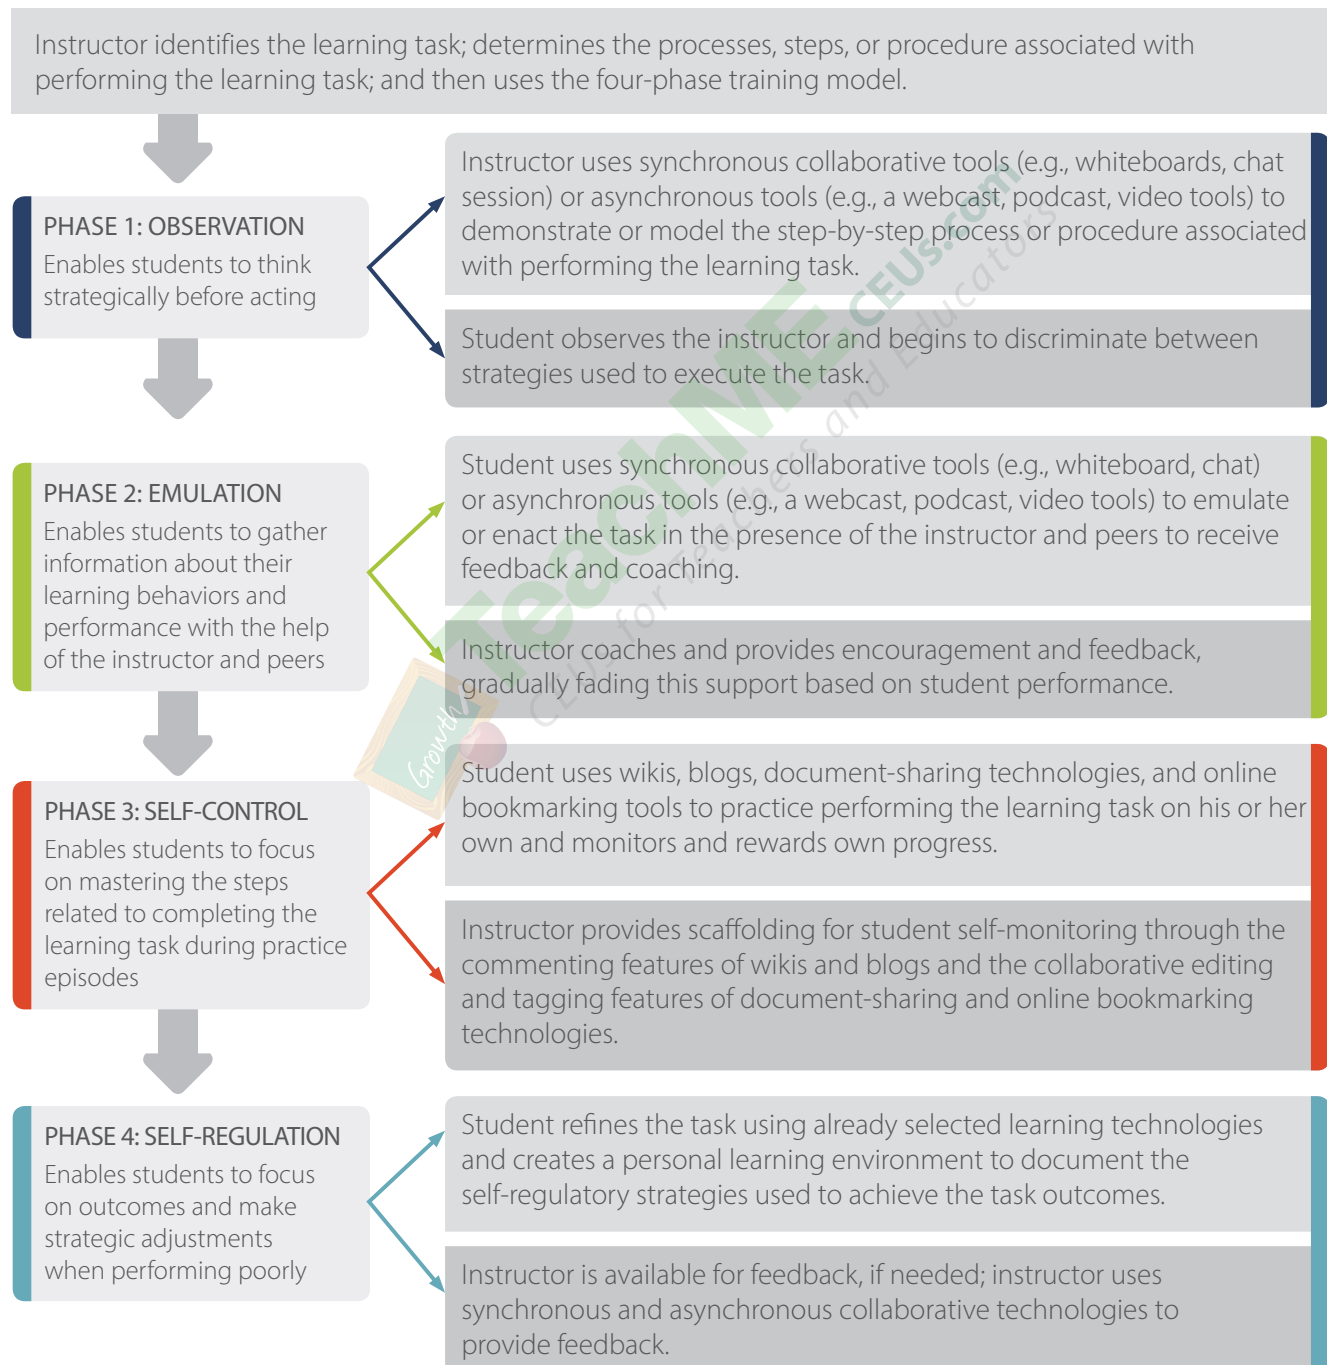 Instructor identifies the learning task; determines the processes, steps, or procedure associated with
performing the learning task; and then uses the four-phase training model.
PHASE 1: OBSERVATION
Enables students to think
strategically before acting
Instructor uses synchronous collaborative tools (e.g., whiteboards, chat
session) or asynchronous tools (e.g., a webcast, podcast, video tools) to
demonstrate or model the step-by-step process or procedure associated
with performing the learning task.
Student observes the instructor and begins to discriminate between
strategies used to execute the task.
PHASE 2: EMULATION
Enables students to gather
information about their
learning behaviors and
performance with the help
of the instructor and peers
Student uses synchronous collaborative tools (e.g., whiteboard, chat)
or asynchronous tools (e.g., a webcast, podcast, video tools) to emulate
or enact the task in the presence of the instructor and peers to receive
feedback and coaching.
Instructor coaches and provides encouragement and feedback,
gradually fading this support based on student performance.
PHASE 3: SELF-CONTROL
Enables students to focus
on mastering the steps
related to completing the
learning task during practice
episodes
Student uses wikis, blogs, document-sharing technologies, and online
bookmarking tools to practice performing the learning task on his or her
own and monitors and rewards own progress.
Instructor provides scaffolding for student self-monitoring through the
commenting features of wikis and blogs and the collaborative editing
and tagging features of document-sharing and online bookmarking
technologies.
PHASE 4: SELF-REGULATION
Enables students to focus
on outcomes and make
strategic adjustments
when performing poorly
Student refines the task using already selected learning technologies
and creates a personal learning environment to document the
self-regulatory strategies used to achieve the task outcomes.
Instructor is available for feedback, if needed; instructor uses
synchronous and asynchronous collaborative technologies to
provide feedback.
Growth
TeachME CEUs.com
CEUs for Teachers and Educators